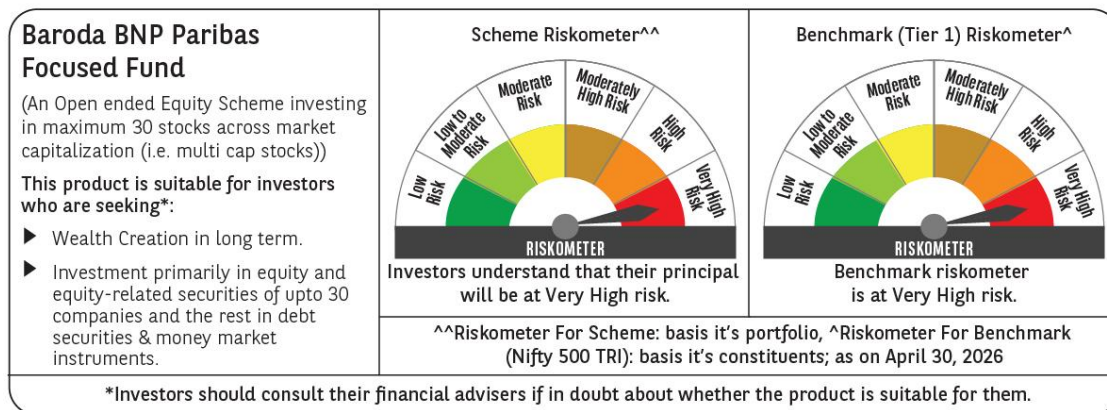 Baroda BNP Paribas
Focused Fund
(An Open ended Equity Scheme investing
in maximum 30 stocks across market
capitalization (i.e. multi cap stocks))
This product is suitable for investors
who are seeking*:
▶ Wealth Creation in long term.
▶ Investment primarily in equity and
equity-related securities of upto 30
companies and the rest in debt
securities & money market
instruments.
Scheme Riskometer^^
Low
Risk
Low to
Moderate
Risk
Moderate
Risk
Moderately
High Risk
High
Risk
Very High
Risk
RISKOMETER
Investors understand that their principal
will be at Very High risk.
Benchmark (Tier 1) Riskometer^
Low
Risk
Low to
Moderate
Risk
Moderate
Risk
Moderately
High Risk
High
Risk
Very High
Risk
RISKOMETER
Benchmark riskometer
is at Very High risk.
^^Riskometer For Scheme: basis it's portfolio, ^Riskometer For Benchmark
(Nifty 500 TRI): basis it's constituents; as on April 30, 2026
*Investors should consult their financial advisers if in doubt about whether the product is suitable for them.